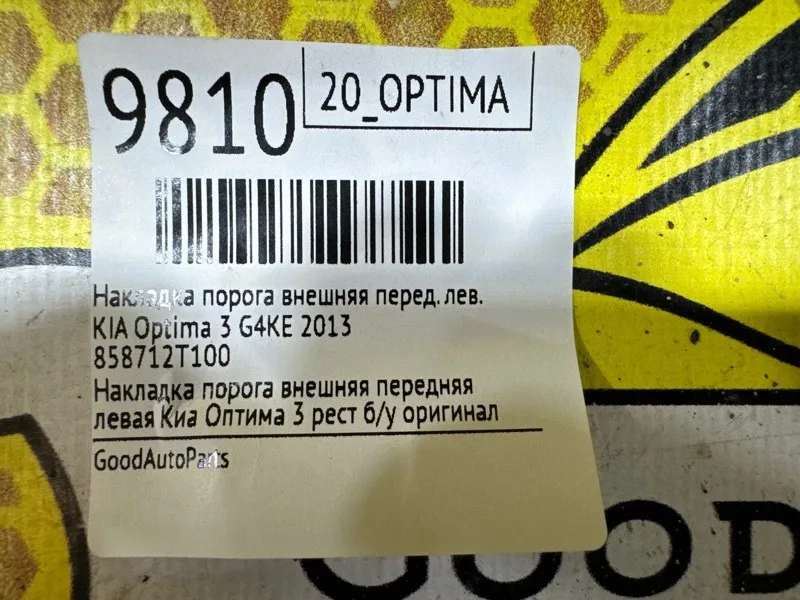 9810
20_OPTIMA
Накладка порога внешняя перед. лев.
KIA Optima 3 G4KE 2013
858712T100
Накладка порога внешняя передняя
левая Киа Оптима 3 рест б/у оригинал
GoodAutoParts
GOOD